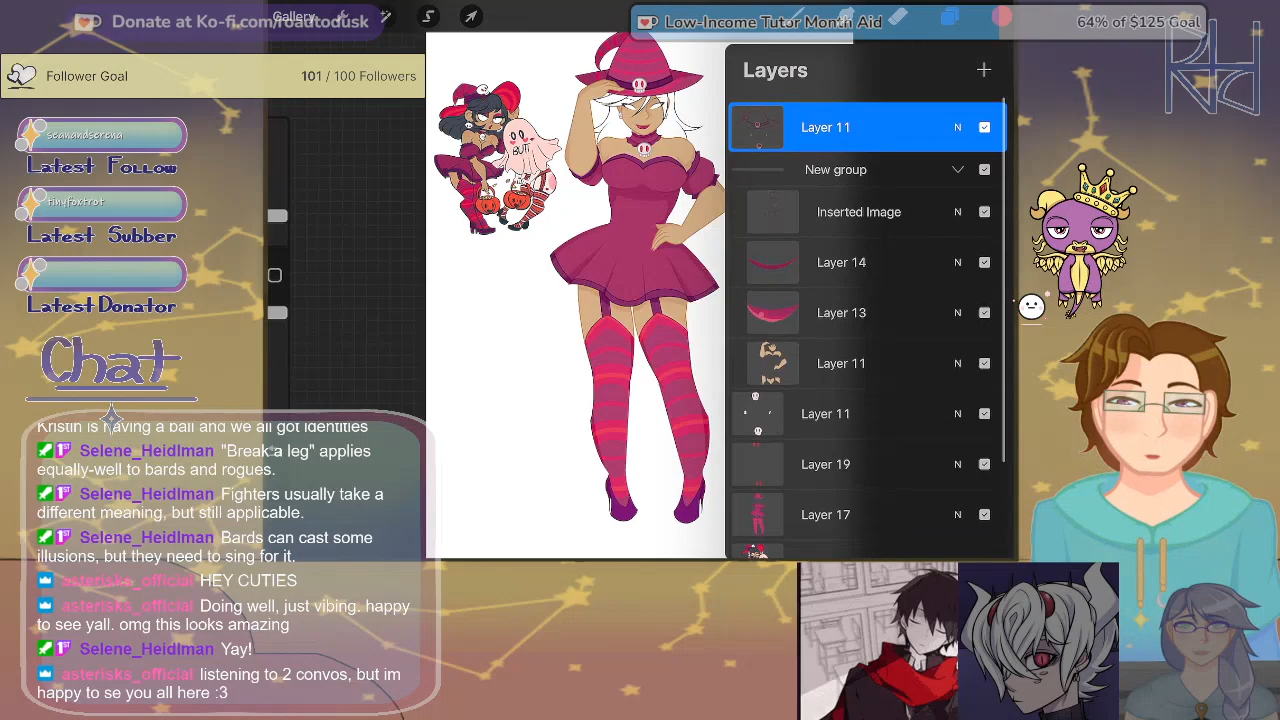 Donate at Ko-fi.com/roadtodusk
Gallery
Low-Income Tutor Month Aid
64% of $125 Goal
Follower Goal
101 / 100 Followers
seanandserena
Latest Follow
tinyfoxtrot
Latest Subber
Latest Donator
Chat
Kristin is having a ball and we all got identities
Selene_Heidlman "Break a leg" applies
equally-well to bards and rogues.
Selene_Heidlman Fighters usually take a
different meaning, but still applicable.
Selene_Heidlman Bards can cast some
illusions, but they need to sing for it.
asterisks_official HEY CUTIES
asterisks_official Doing well, just vibing. happy
to see yall. omg this looks amazing
Selene_Heidlman Yay!
asterisks_official listening to 2 convos, but im
happy to se you all here :3
BUT
Layers
Layer 11 N
New group
Inserted Image N
Layer 14 N
Layer 13 N
Layer 11 N
Layer 11 N
Layer 19 N
Layer 17 N